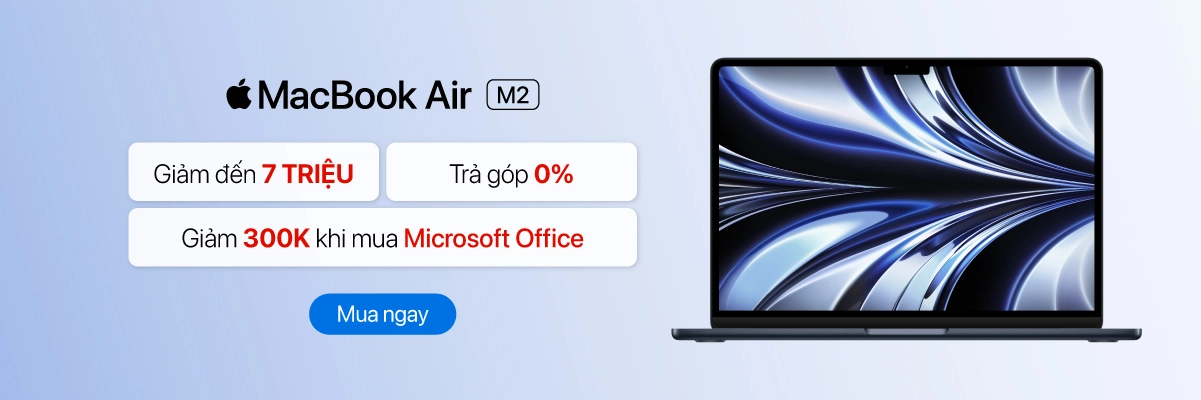 MacBook Air M2
Giảm đến 7 TRIỆU
Trả góp 0%
Giảm 300K khi mua Microsoft Office
Mua ngay